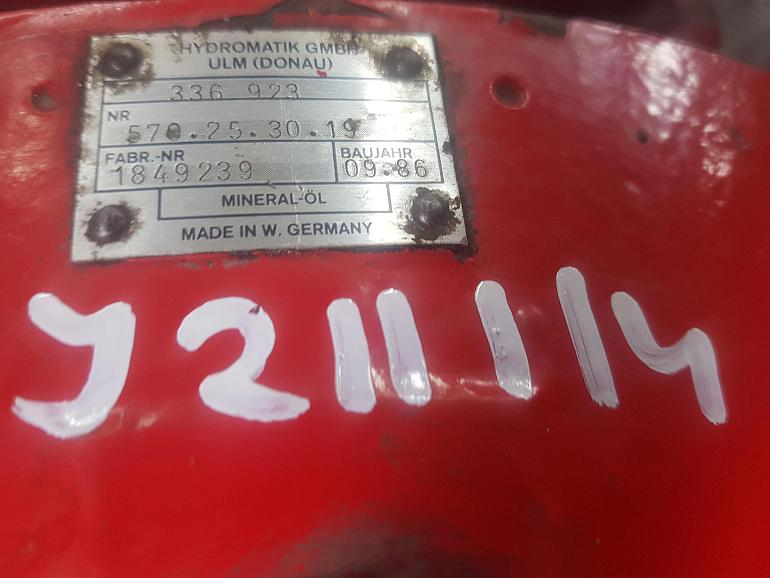 HYDROMATIK GMBH
ULM (DONAU)
336 923
NR
570.25.30.19
FABR.-NR BAUJAHR
1849239 09.86
MINERAL-ÖL
MADE IN W. GERMANY
J2111114